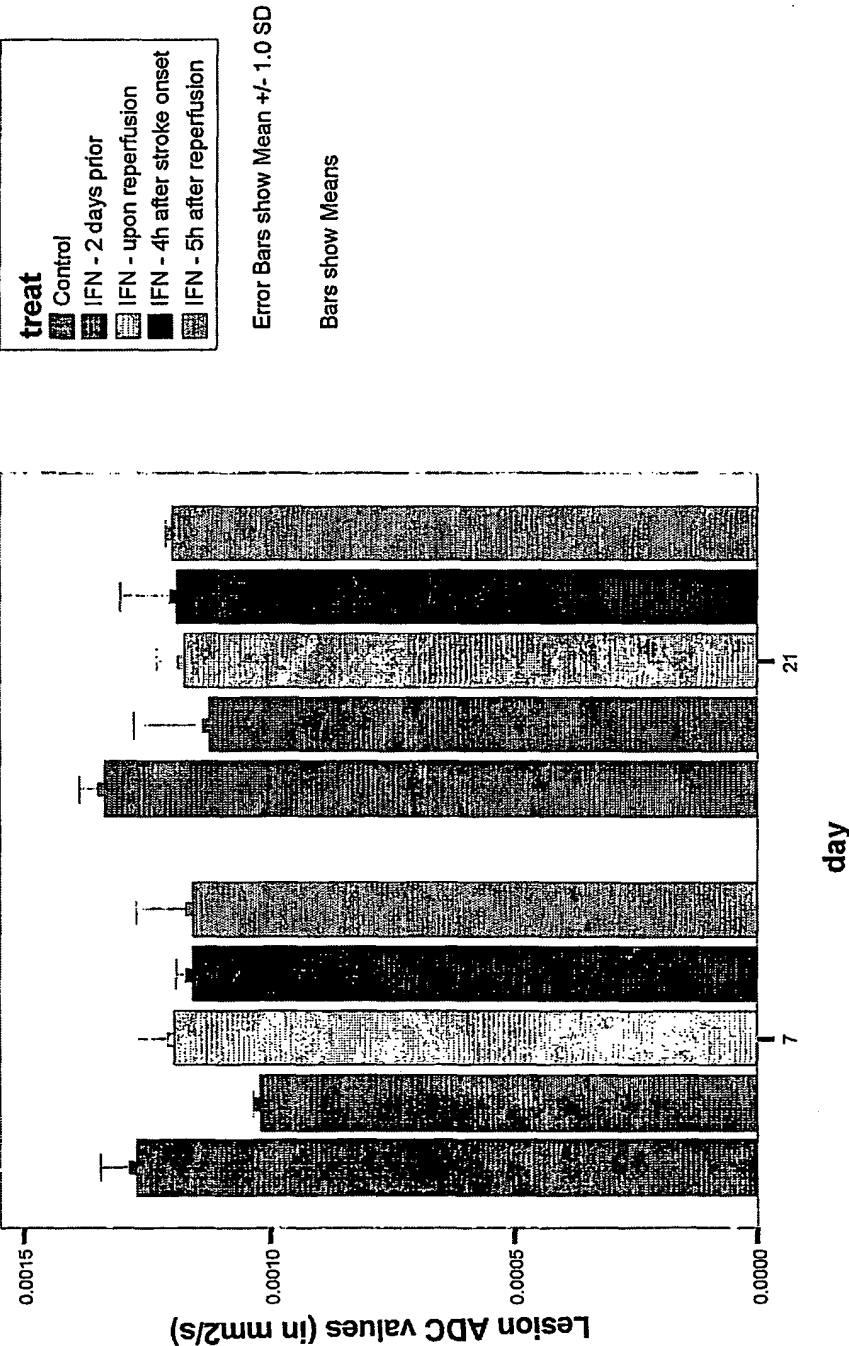 treat
Control
IFN - 2 days prior
IFN - upon reperfusion
IFN - 4h after stroke onset
IFN - 5h after reperfusion
Error Bars show Mean +/- 1.0 SD
Bars show Means
Lesion ADC values (in mm2/s)
0.0015
0.0010
0.0005
0.0000
7
21
day